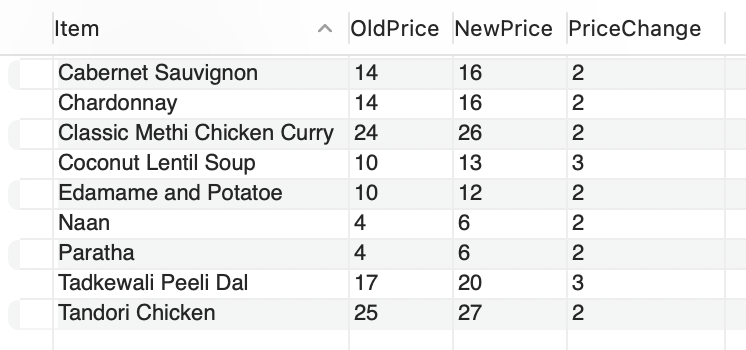 Item OldPrice NewPrice PriceChange
Cabernet Sauvignon 14 16 2
Chardonnay 14 16 2
Classic Methi Chicken Curry 24 26 2
Coconut Lentil Soup 10 13 3
Edamame and Potatoe 10 12 2
Naan 4 6 2
Paratha 4 6 2
Tadkewali Peeli Dal 17 20 3
Tandori Chicken 25 27 2